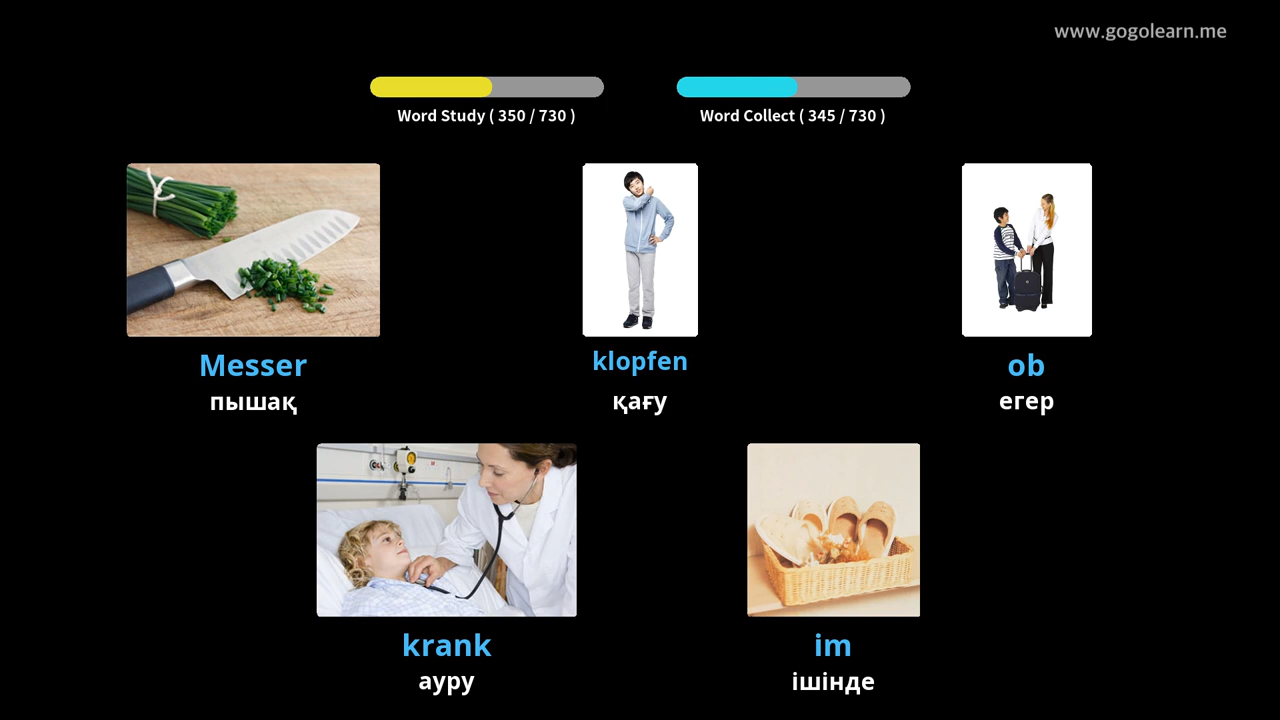 www.gogolearn.me
Word Study ( 350 / 730 )
Word Collect ( 345 / 730 )
Messer
пышақ
klopfen
қағу
ob
егер
krank
ауру
im
ішінде